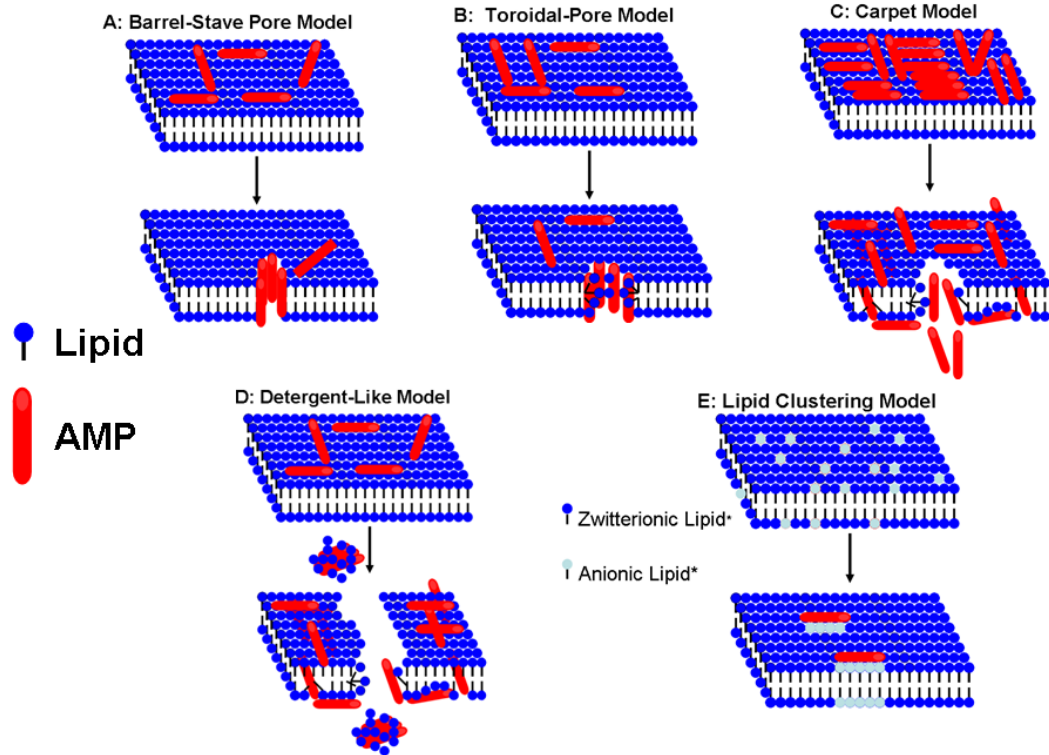 A: Barrel-Stave Pore Model
B: Toroidal-Pore Model
C: Carpet Model
Lipid
AMP
D: Detergent-Like Model
E: Lipid Clustering Model
Zwitterionic Lipid*
Anionic Lipid*